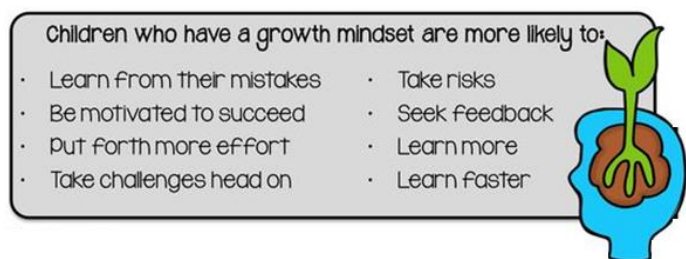 Children who have a growth mindset are more likely to:
· Learn from their mistakes
· Be motivated to succeed
· Put forth more effort
· Take challenges head on
· Take risks
· Seek feedback
· Learn more
· Learn faster